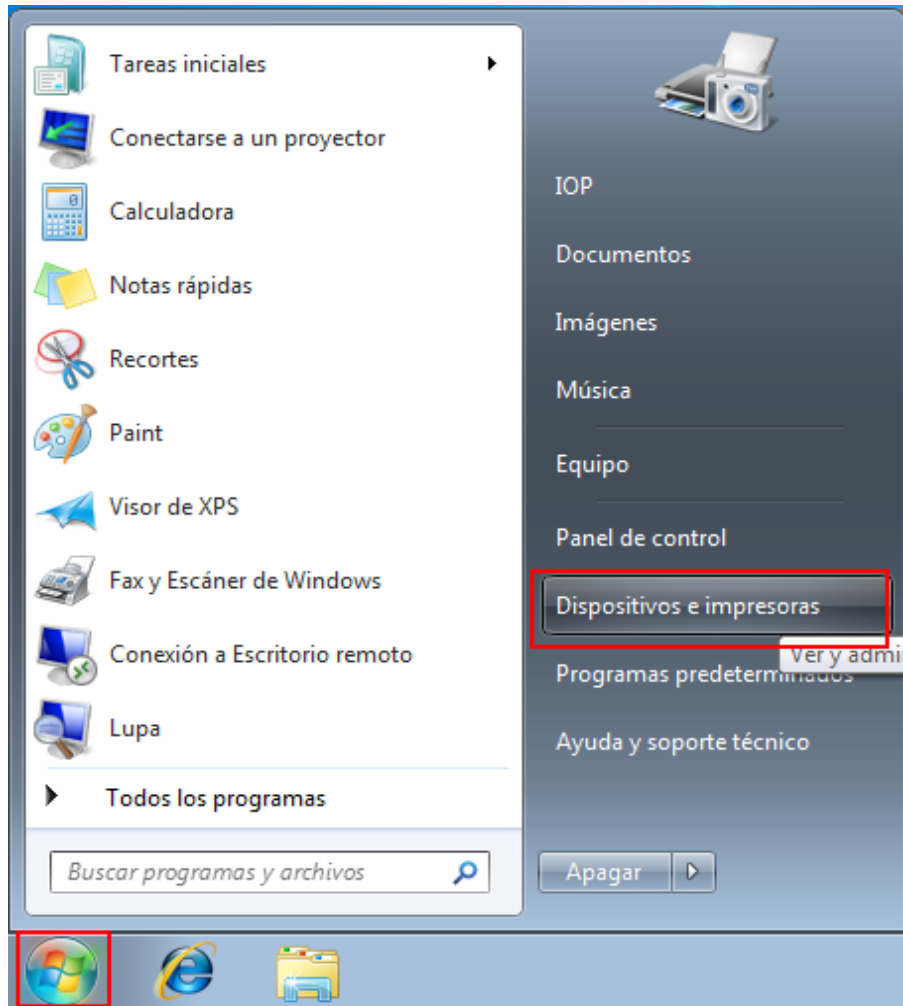 Tareas iniciales
Conectarse a un proyector
Calculadora
Notas rápidas
Recortes
Paint
Visor de XPS
Fax y Escáner de Windows
Conexión a Escritorio remoto
Lupa
Todos los programas
Buscar programas y archivos
IOP
Documentos
Imágenes
Música
Equipo
Panel de control
Dispositivos e impresoras
Ver y admi
Programas predeterminados
Ayuda y soporte técnico
Apagar